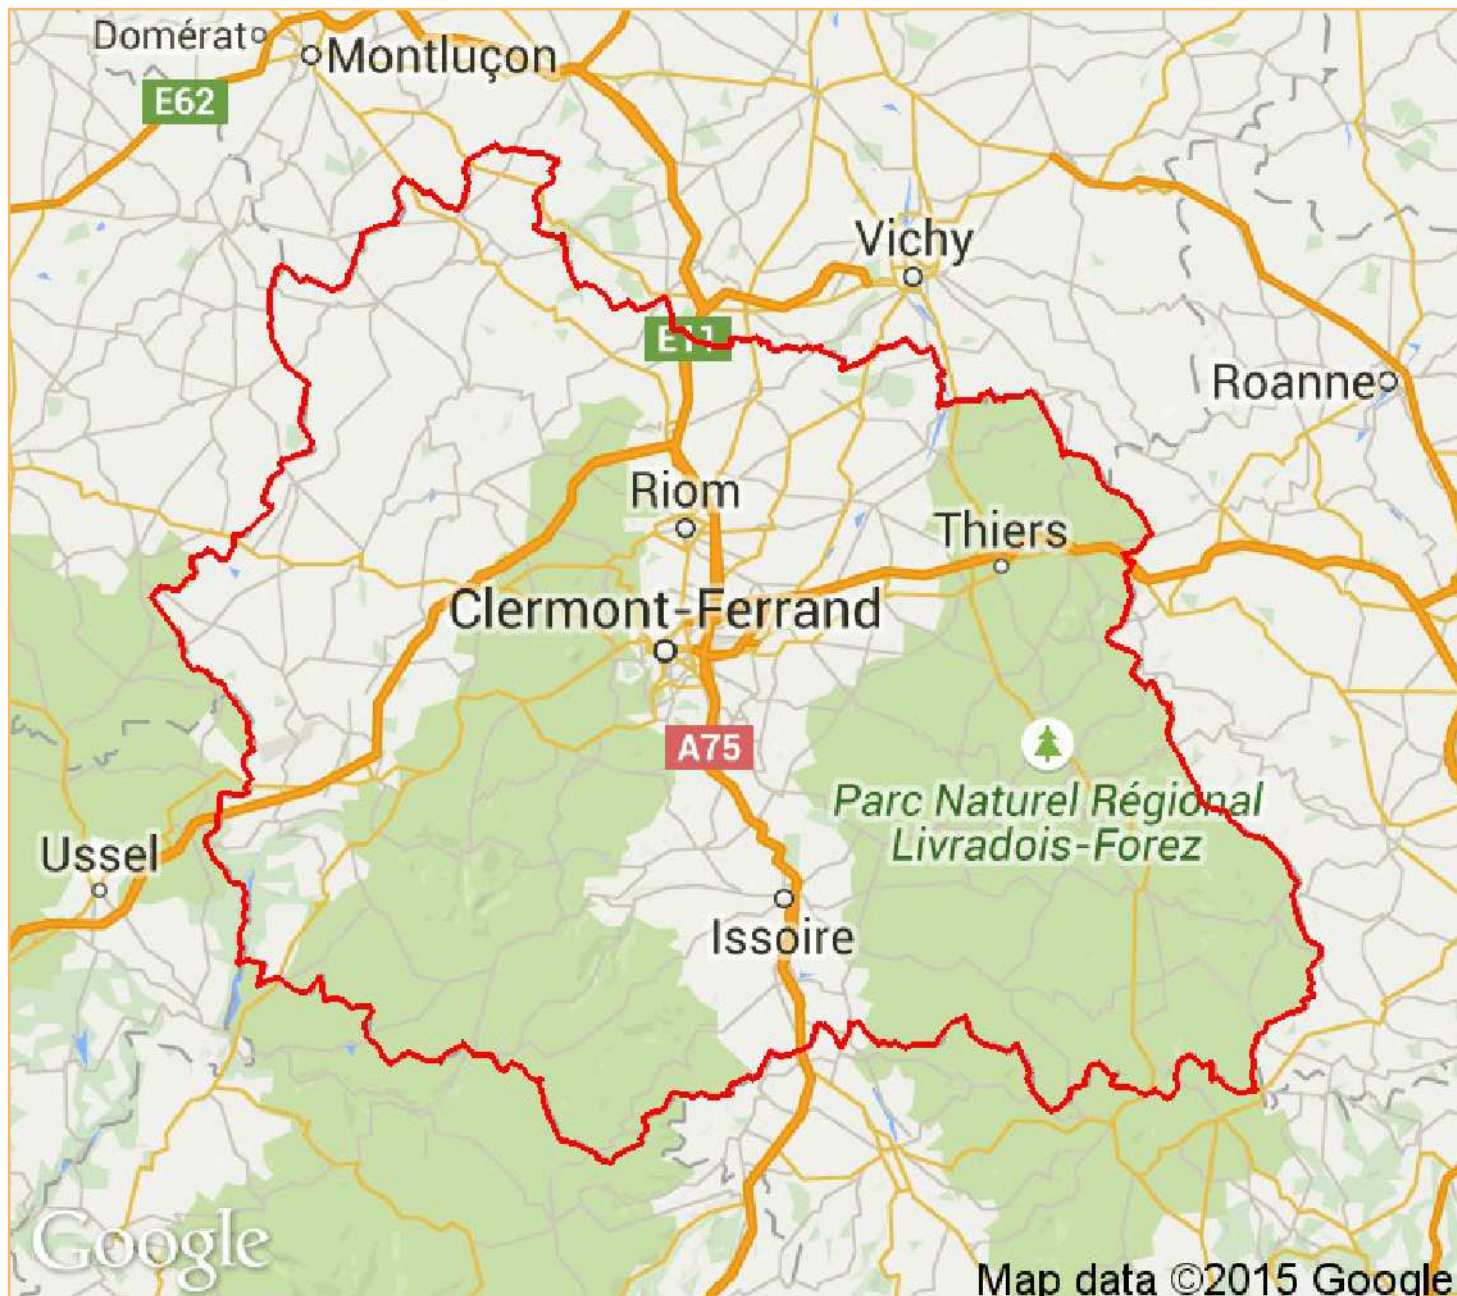 Domérat
Montluçon
E62
Vichy
E11
Roanne
Riom
Thiers
Clermont-Ferrand
A75
Parc Naturel Régional
Livradois-Forez
Ussel
Issoire
Google
Map data ©2015 Google